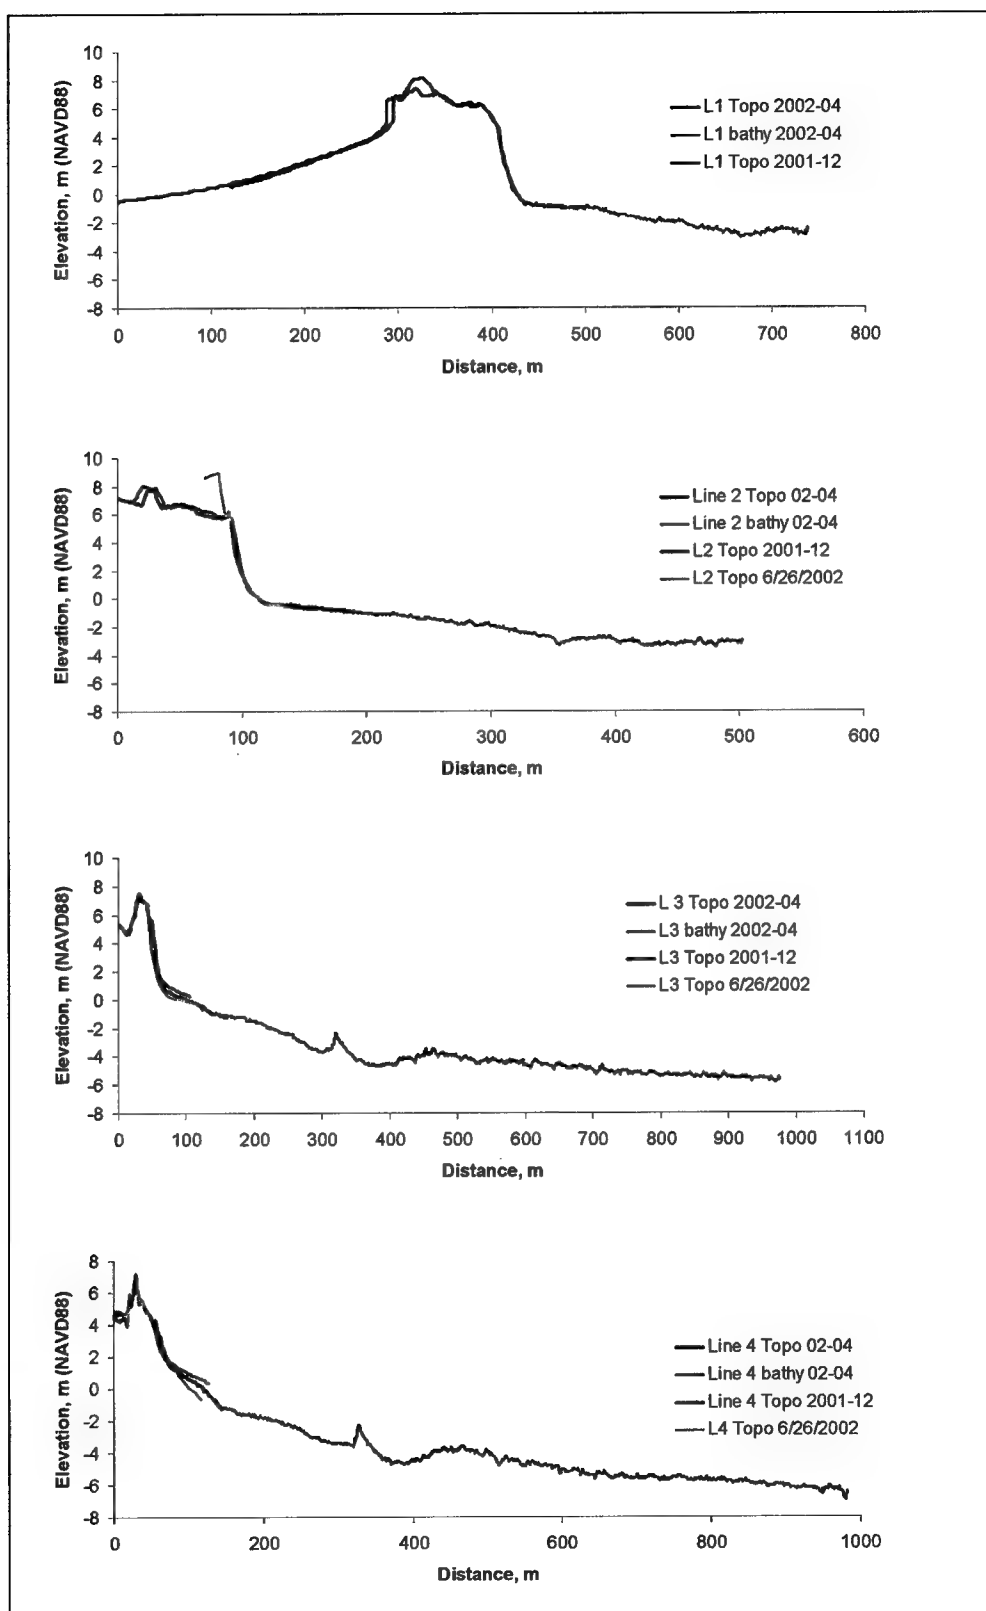 10
8
6
4
2
0
-2
-4
-6
-8
Elevation, m (NAVD88)
L1 Topo 2002-04
L1 bathy 2002-04
L1 Topo 2001-12
0 100 200 300 400 500 600 700 800
Distance, m
10
8
6
4
2
0
-2
-4
-6
-8
Elevation, m (NAVD88)
Line 2 Topo 02-04
Line 2 bathy 02-04
L2 Topo 2001-12
L2 Topo 6/26/2002
0 100 200 300 400 500 600
Distance, m
10
8
6
4
2
0
-2
-4
-6
-8
Elevation, m (NAVD88)
L 3 Topo 2002-04
L3 bathy 2002-04
L3 Topo 2001-12
L3 Topo 6/26/2002
0 100 200 300 400 500 600 700 800 900 1000 1100
Distance, m
8
6
4
2
0
-2
-4
-6
-8
Elevation, m (NAVD88)
Line 4 Topo 02-04
Line 4 bathy 02-04
Line 4 Topo 2001-12
L4 Topo 6/26/2002
0 200 400 600 800 1000
Distance, m